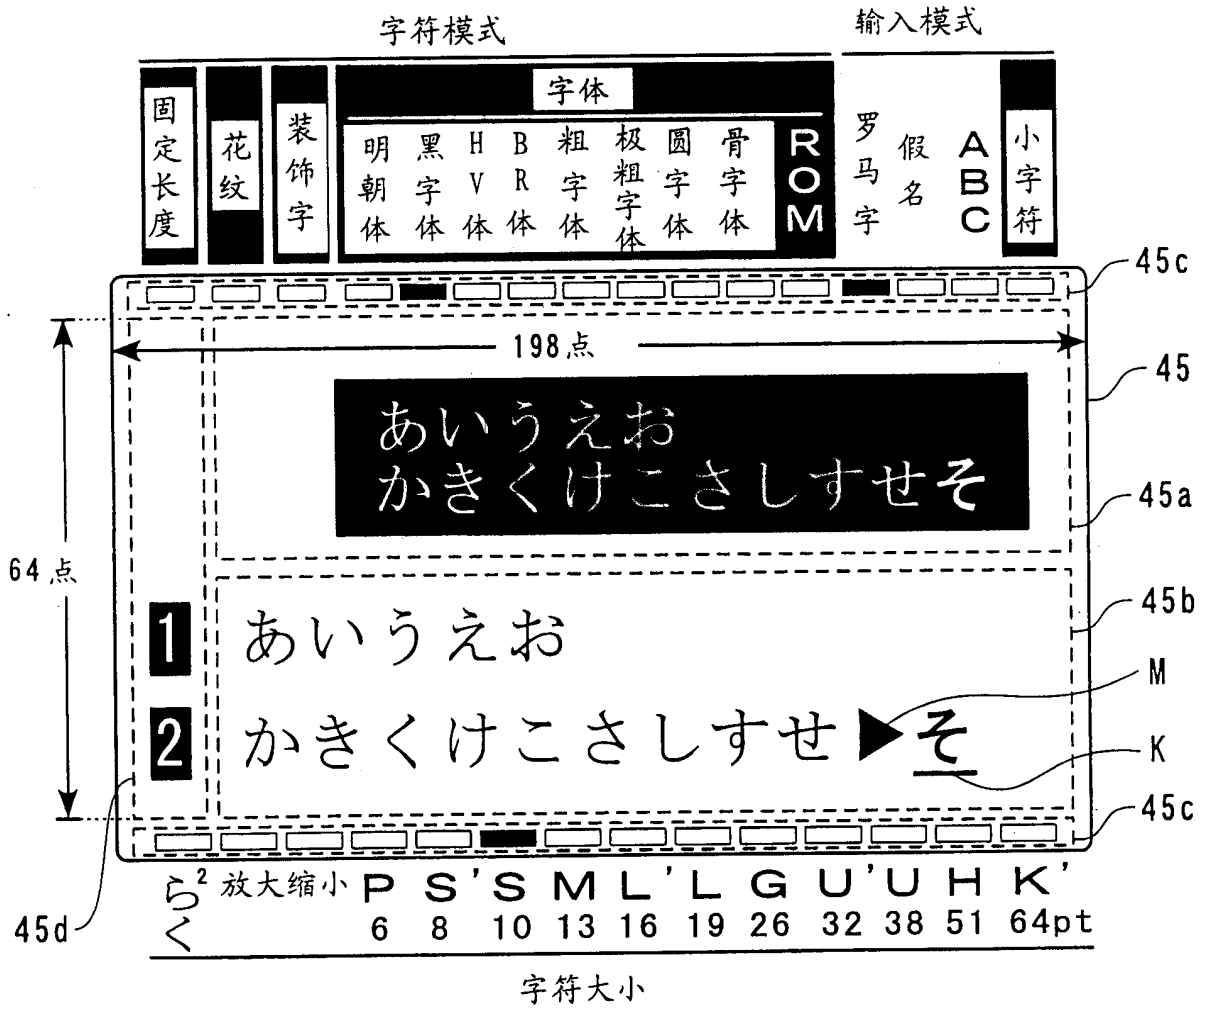 字符模式
输入模式
固定长度
花纹
装饰字
字体
明朝体
黑字体
HV体
BR体
粗字体
极粗字体
圆字体
骨字体
ROM
罗马字
假名
ABC
小字符
45c
198点
45
あいうえお
かきくけこさしすせそ
45a
64点
45b
1 あいうえお
M
2 かきくけこさしすせ▶そ
K
45c
らく² 放大缩小 P S' S M L' L G U' U H K'
6 8 10 13 16 19 26 32 38 51 64pt
45d
字符大小